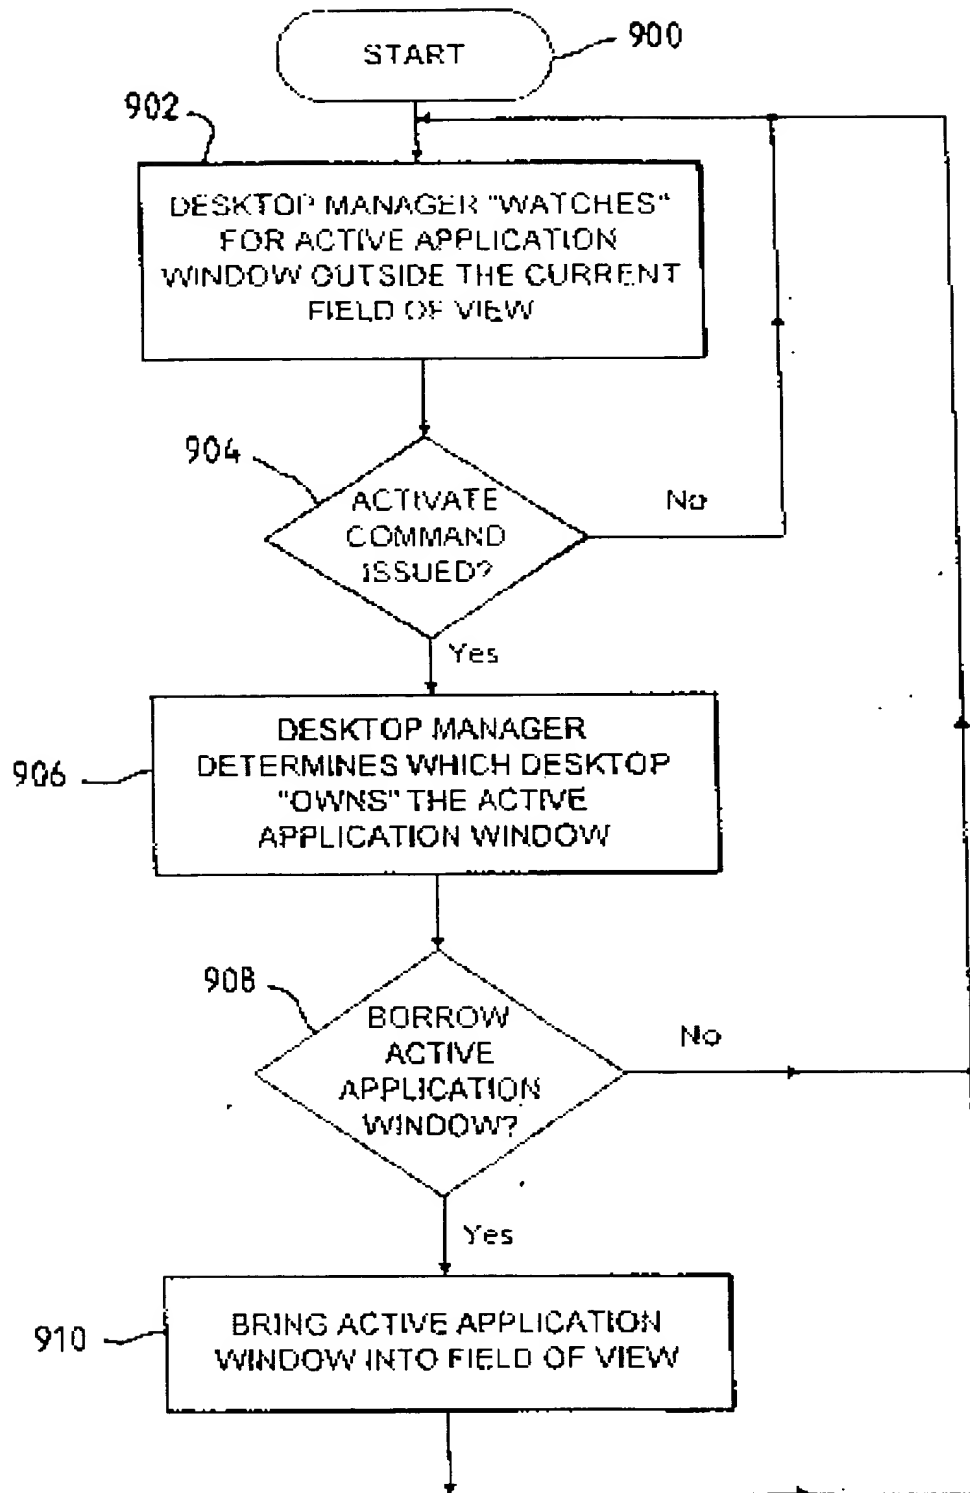 START
900
902
DESKTOP MANAGER "WATCHES"
FOR ACTIVE APPLICATION
WINDOW OUTSIDE THE CURRENT
FIELD OF VIEW
904
ACTIVATE
COMMAND
ISSUED?
No
Yes
906
DESKTOP MANAGER
DETERMINES WHICH DESKTOP
"OWNS" THE ACTIVE
APPLICATION WINDOW
908
BORROW
ACTIVE
APPLICATION
WINDOW?
No
Yes
910
BRING ACTIVE APPLICATION
WINDOW INTO FIELD OF VIEW